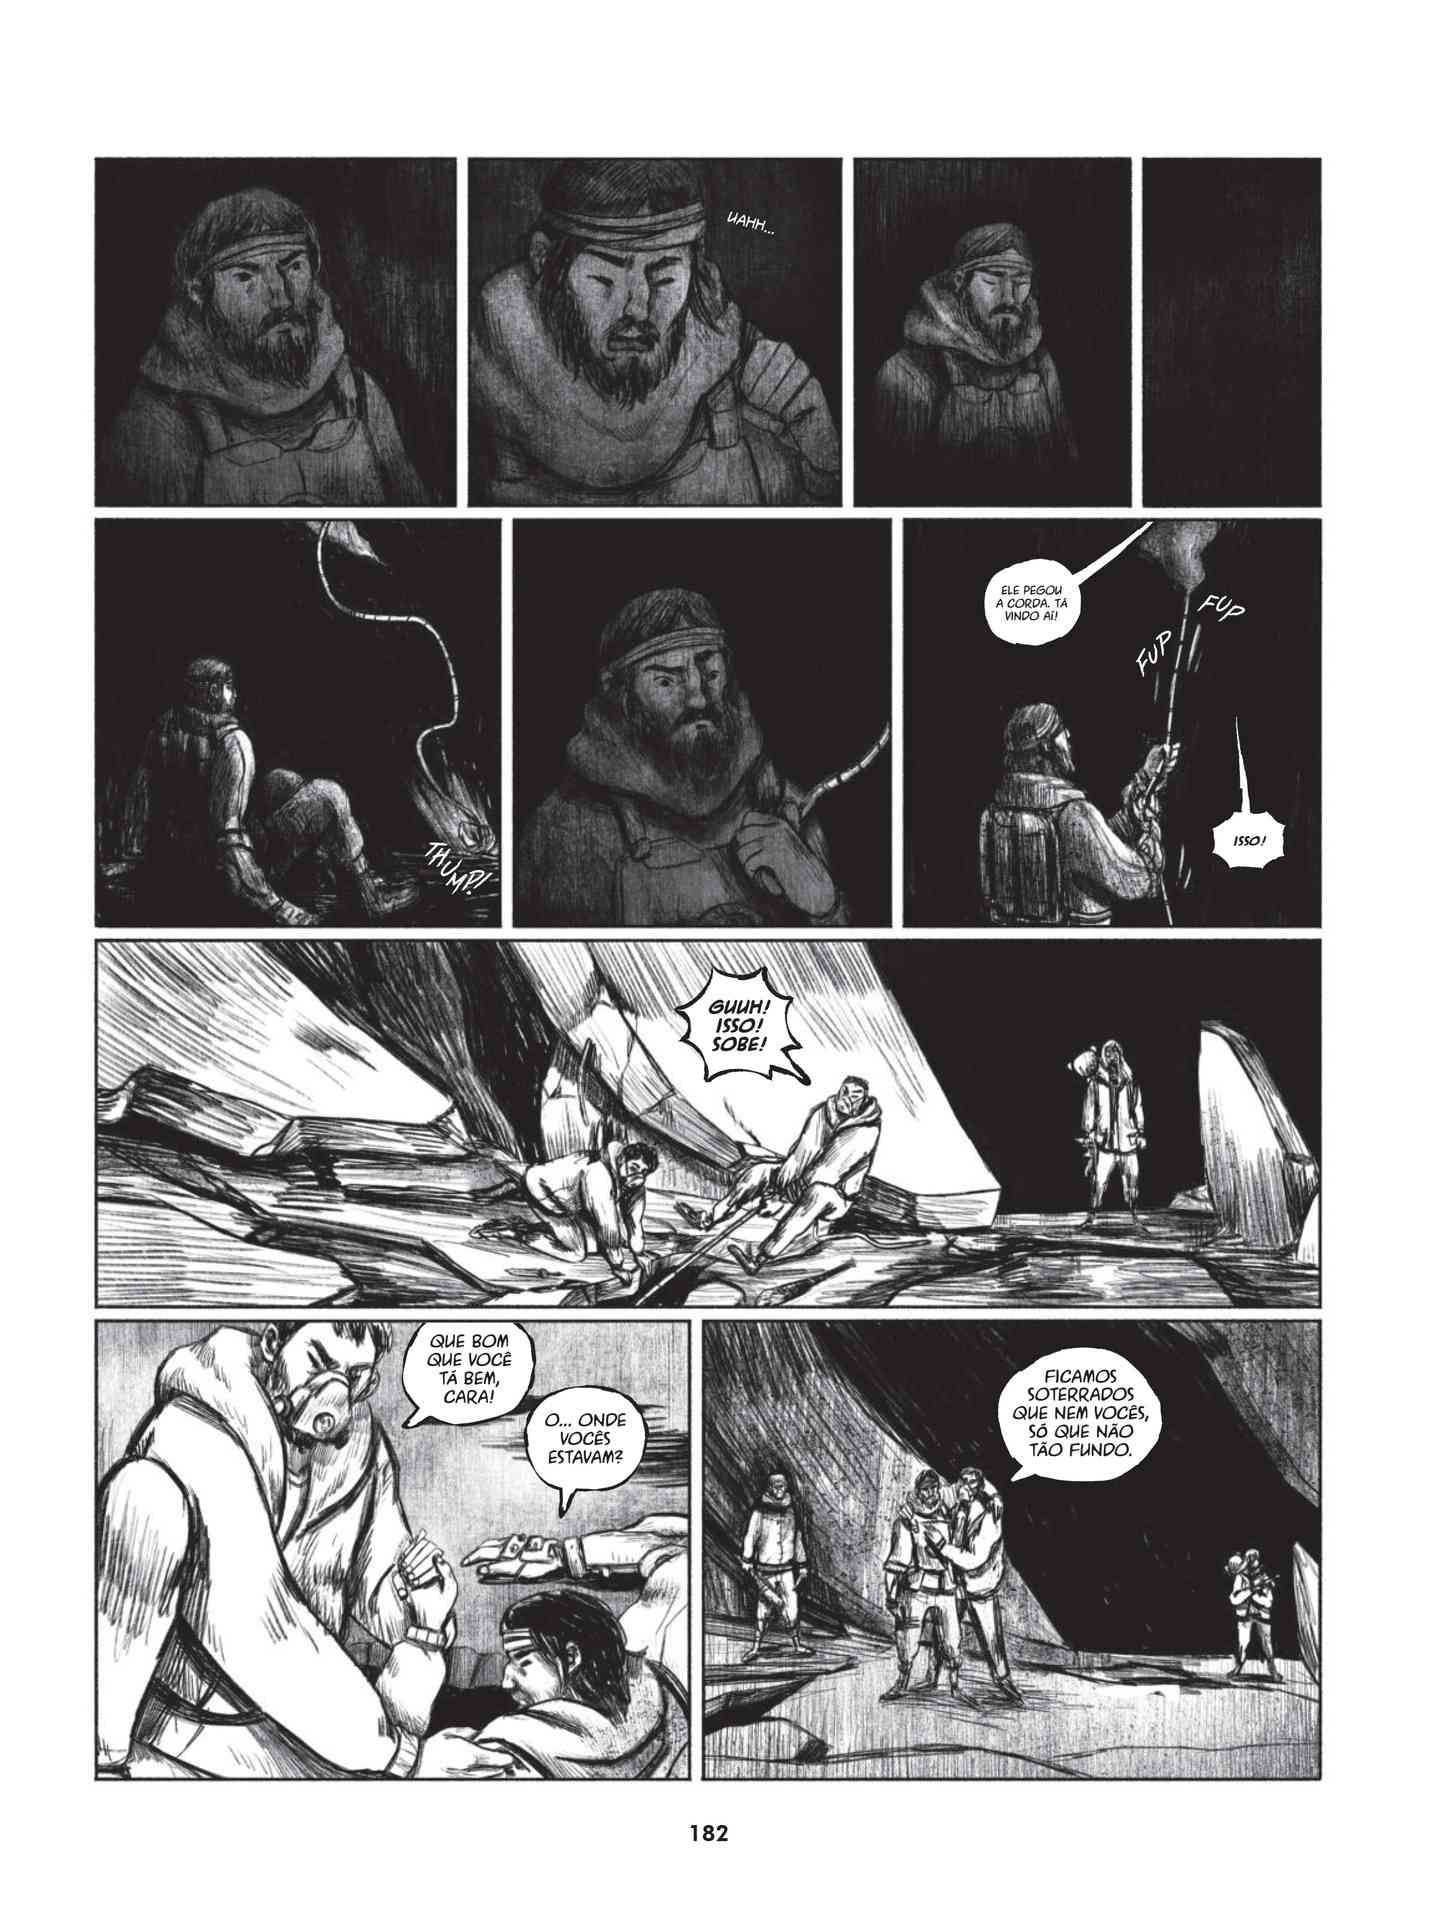 UAHH...
THUMP!
ELE PEGOU
A CORDA. TÁ
VINDO AÍ!
FUP
FUP
ISSO!
GUUH!
ISSO!
SOBE!
QUE BOM
QUE VOCÊ
TÁ BEM,
CARA!
O... ONDE
VOCÊS
ESTAVAM?
FICAMOS
SOTERRADOS
QUE NEM VOCÊS,
SÓ QUE NÃO
TÃO FUNDO.
182